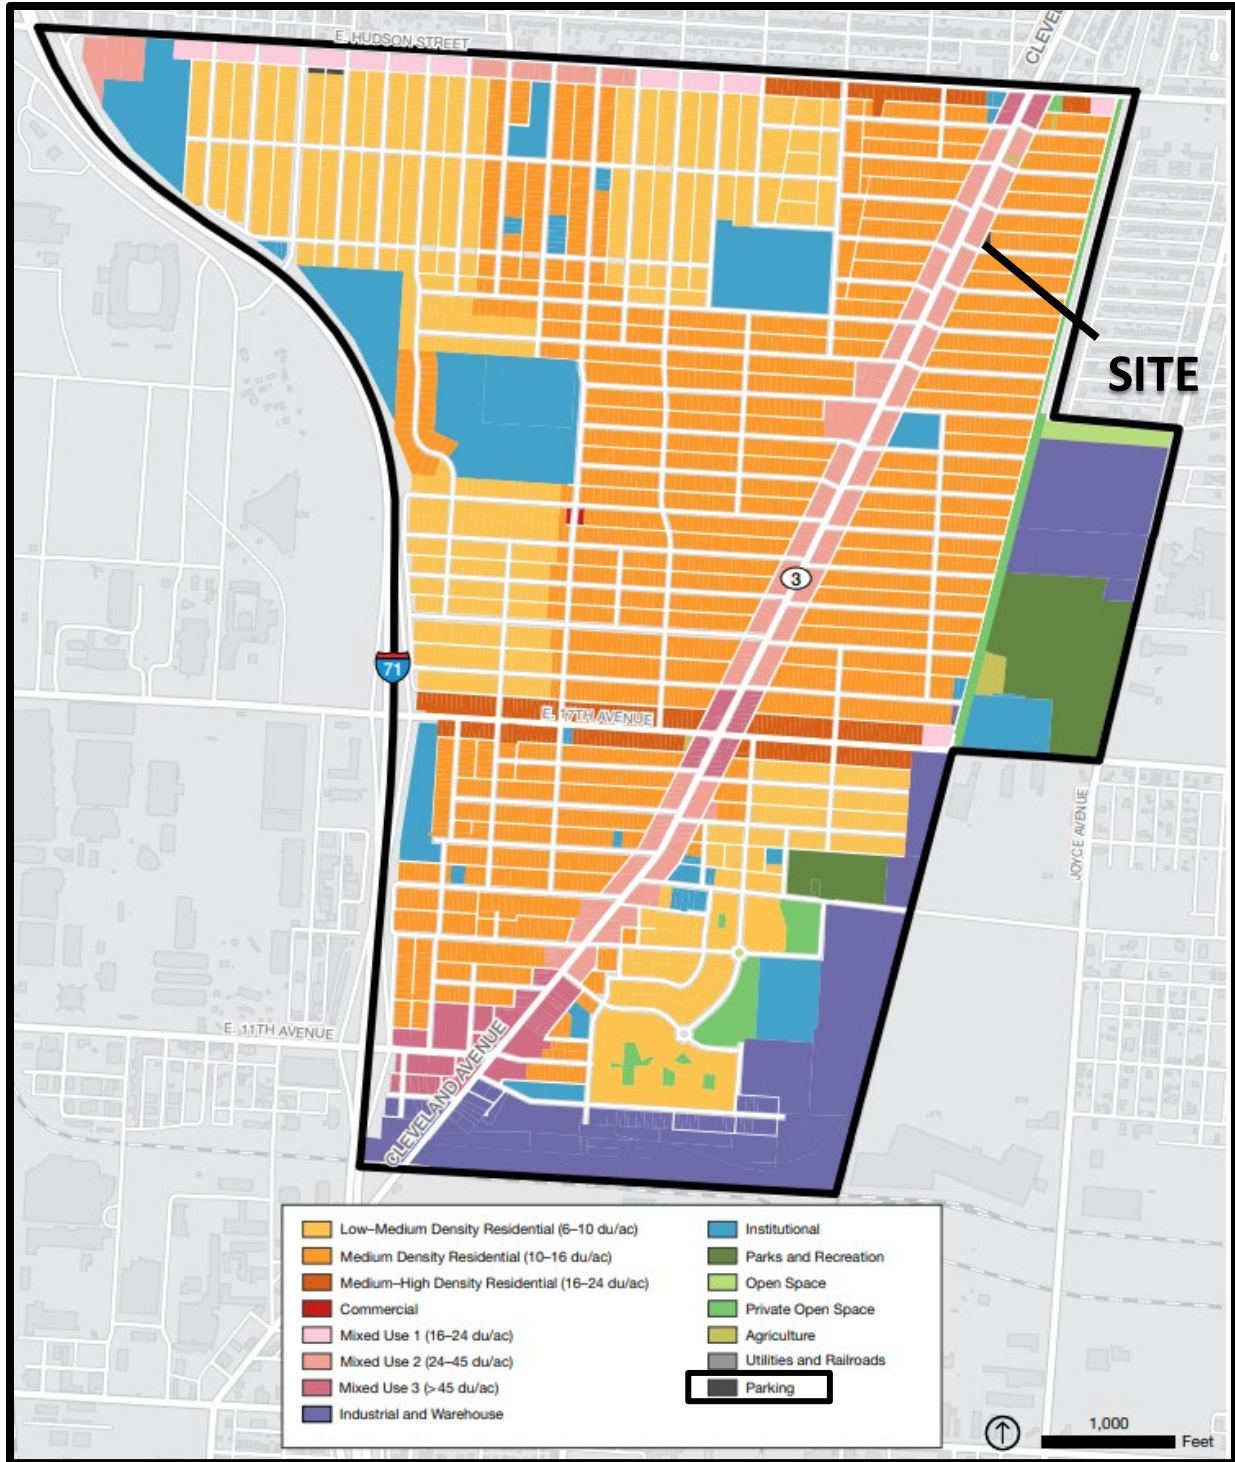 E. HUDSON STREET
CLEVEL
SITE
3
71
E. 17TH AVENUE
JOYCE AVENUE
E. 11TH AVENUE
CLEVELAND AVENUE
Low–Medium Density Residential (6–10 du/ac)
Medium Density Residential (10–16 du/ac)
Medium–High Density Residential (16–24 du/ac)
Commercial
Mixed Use 1 (16–24 du/ac)
Mixed Use 2 (24–45 du/ac)
Mixed Use 3 (>45 du/ac)
Industrial and Warehouse
Institutional
Parks and Recreation
Open Space
Private Open Space
Agriculture
Utilities and Railroads
Parking
1,000
Feet